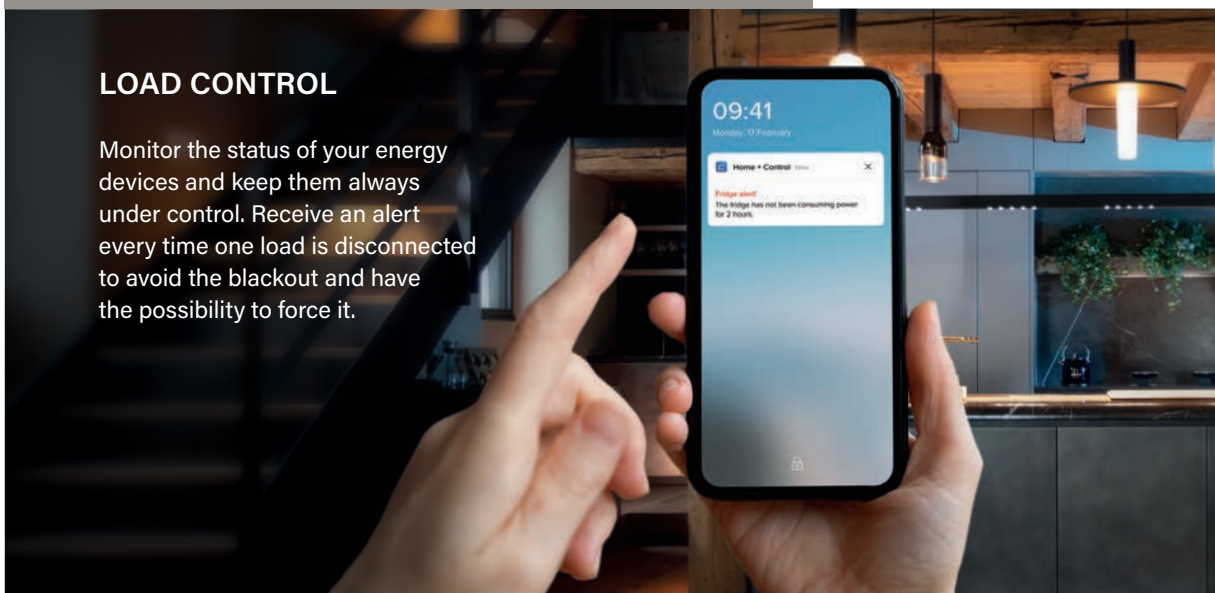 LOAD CONTROL
Monitor the status of your energy
devices and keep them always
under control. Receive an alert
every time one load is disconnected
to avoid the blackout and have
the possibility to force it.
09:41
Monday, 17 February
Home + Control
Fridge alert!
The fridge has not been consuming power
for 2 hours.